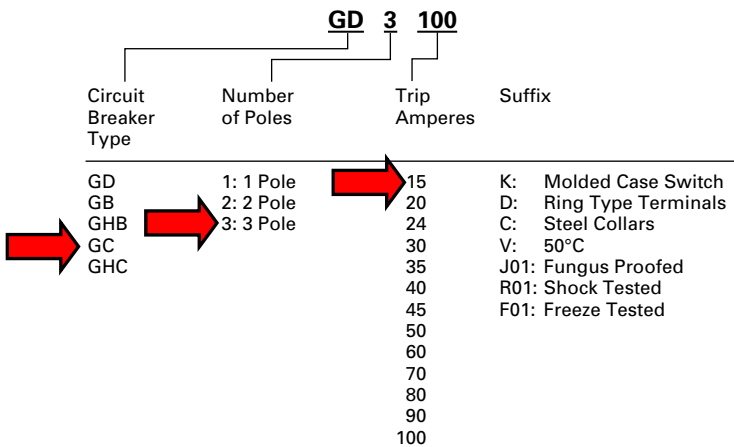 GD 3 100
Circuit Number Trip Suffix
Breaker of Poles Amperes
Type
GD 1: 1 Pole 15 K: Molded Case Switch
GB 2: 2 Pole 20 D: Ring Type Terminals
GHB 3: 3 Pole 24 C: Steel Collars
GC 30 V: 50°C
GHC 35 J01: Fungus Proofed
40 R01: Shock Tested
45 F01: Freeze Tested
50
60
70
80
90
100